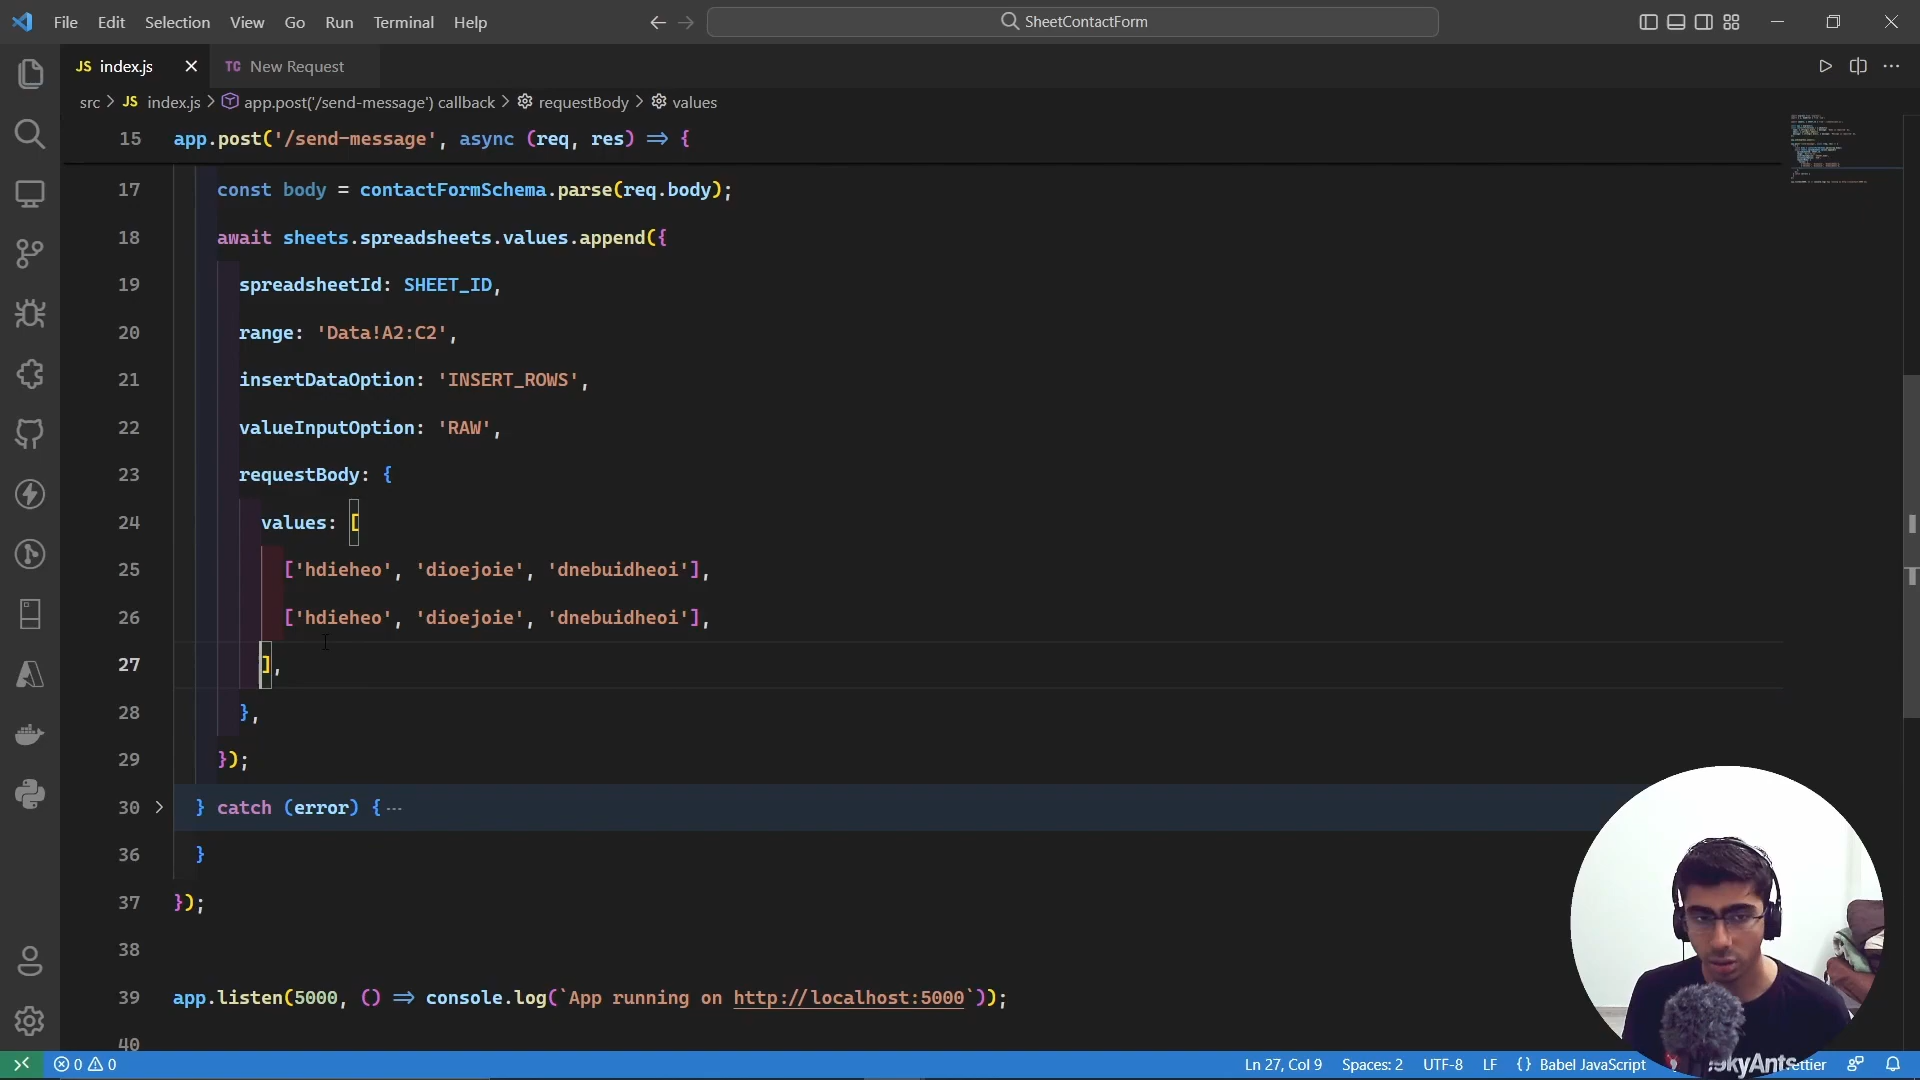 File Edit Selection View Go Run Terminal Help SheetContactForm
JS index.js TC New Request
src > JS index.js > app.post('/send-message') callback > requestBody > values
15 app.post('/send-message', async (req, res) => {
17 const body = contactFormSchema.parse(req.body);
18 await sheets.spreadsheets.values.append({
19 spreadsheetId: SHEET_ID,
20 range: 'Data!A2:C2',
21 insertDataOption: 'INSERT_ROWS',
22 valueInputOption: 'RAW',
23 requestBody: {
24 values: [
25 ['hdieheo', 'dioejoie', 'dnebuidheoi'],
26 ['hdieheo', 'dioejoie', 'dnebuidheoi'],
27 ],
28 },
29 });
30 } catch (error) { ...
36 }
37 });
38
39 app.listen(5000, () => console.log(`App running on http://localhost:5000`));
40
0 0 Ln 27, Col 9 Spaces: 2 UTF-8 LF {} Babel JavaScript